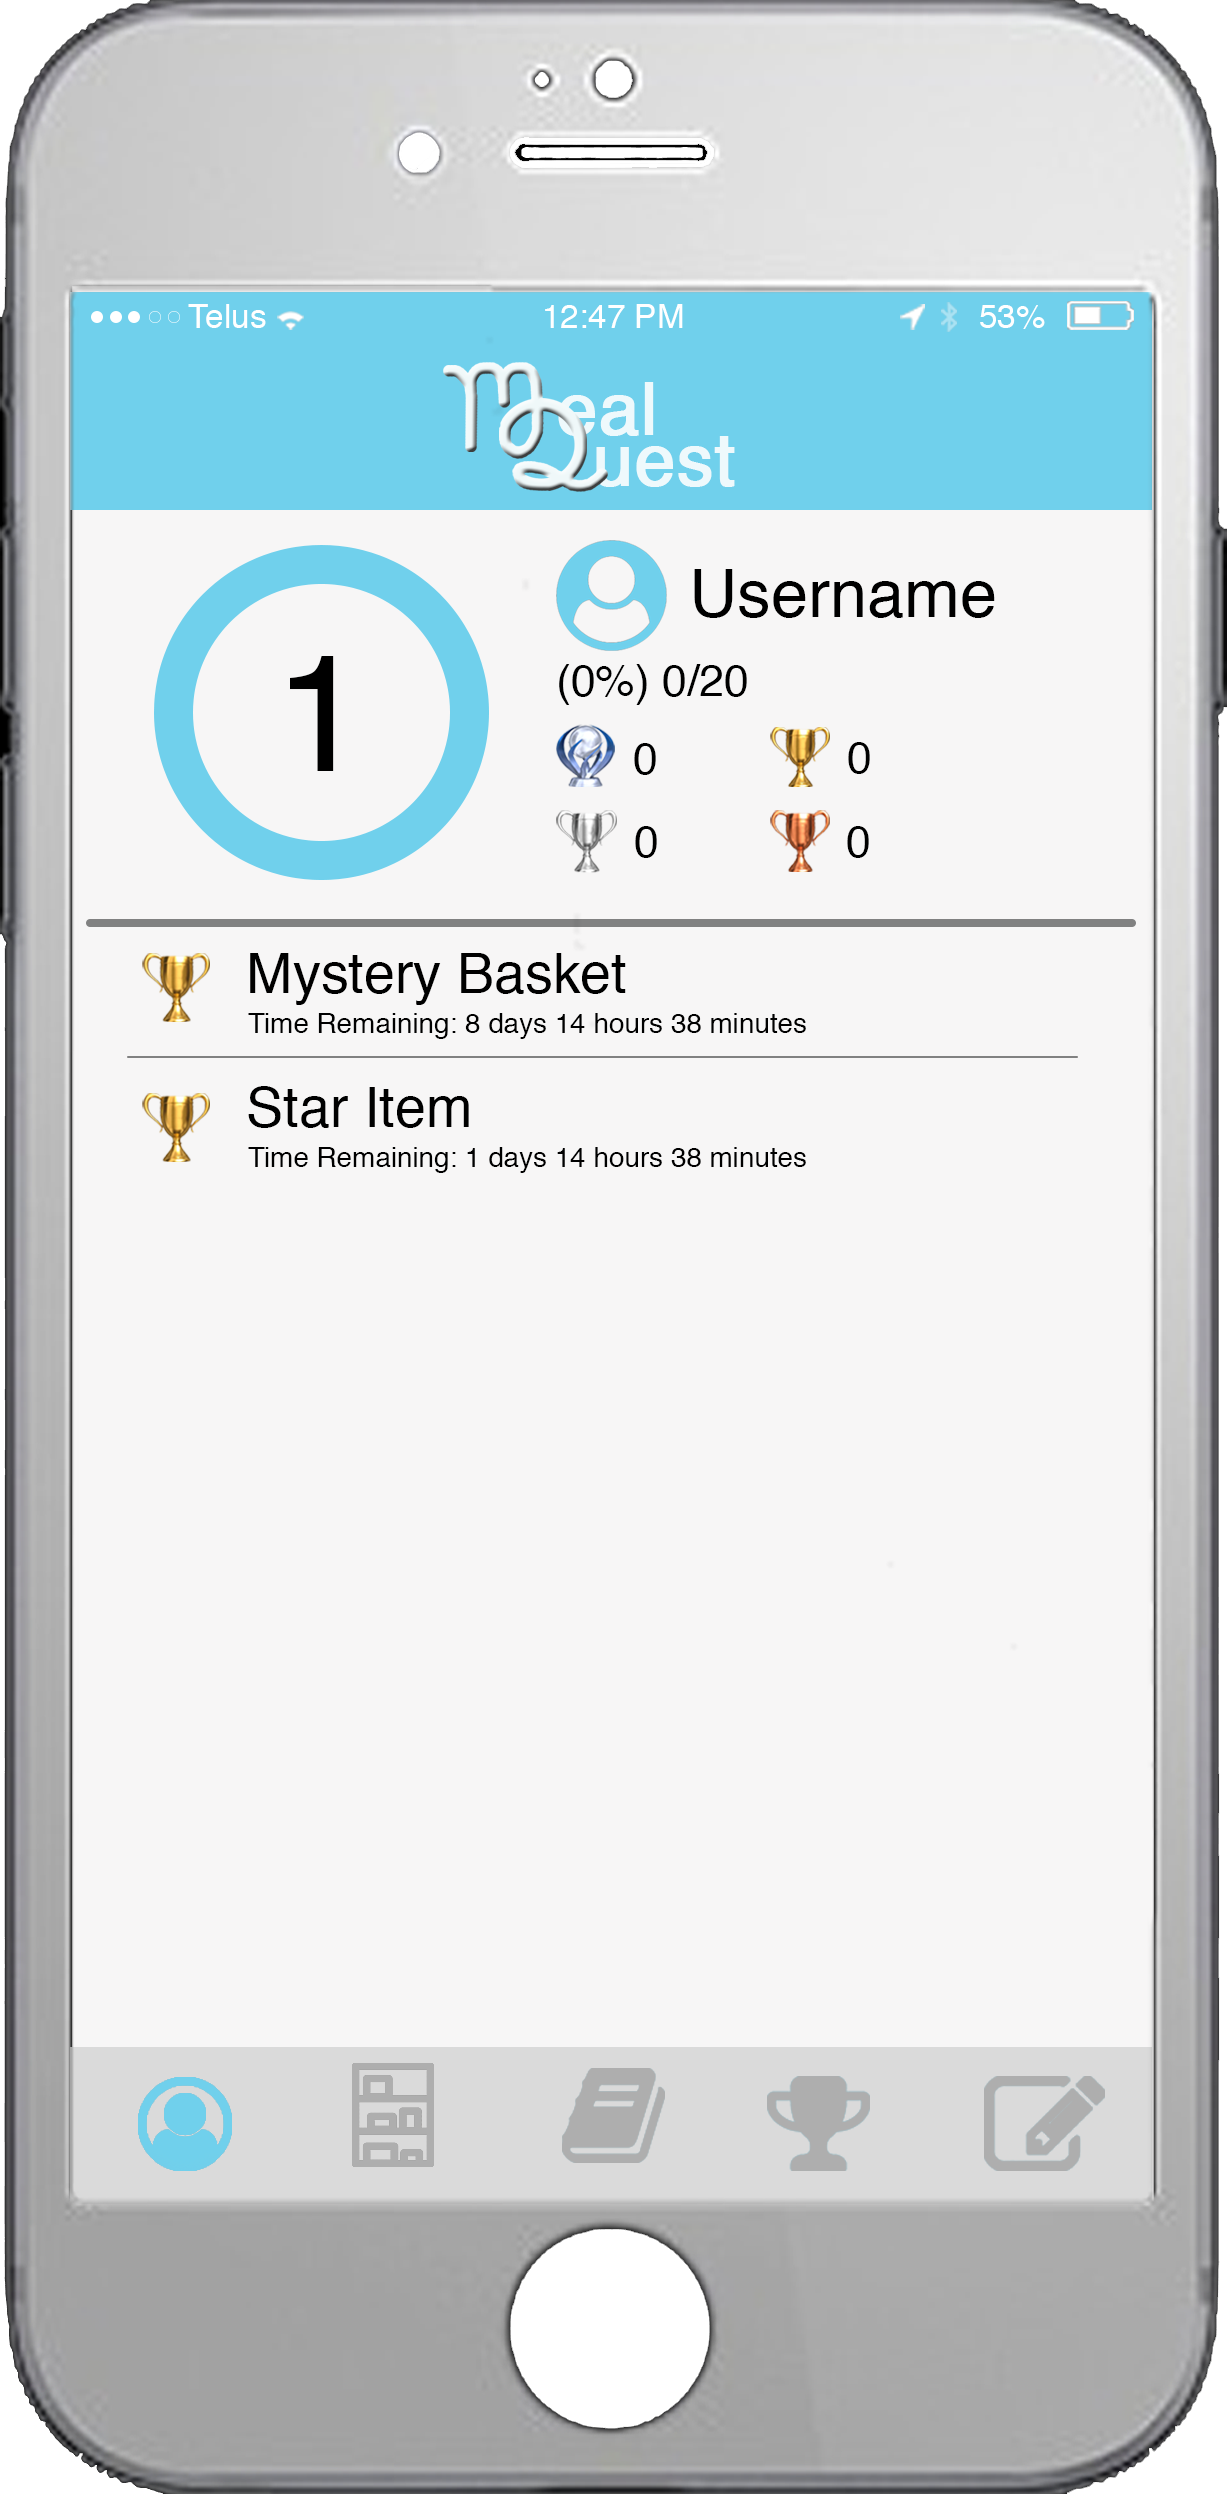 Telus 12:47 PM 53%
Meal
Quest
1
Username
(0%) 0/20
0 0
0 0
Mystery Basket
Time Remaining: 8 days 14 hours 38 minutes
Star Item
Time Remaining: 1 days 14 hours 38 minutes